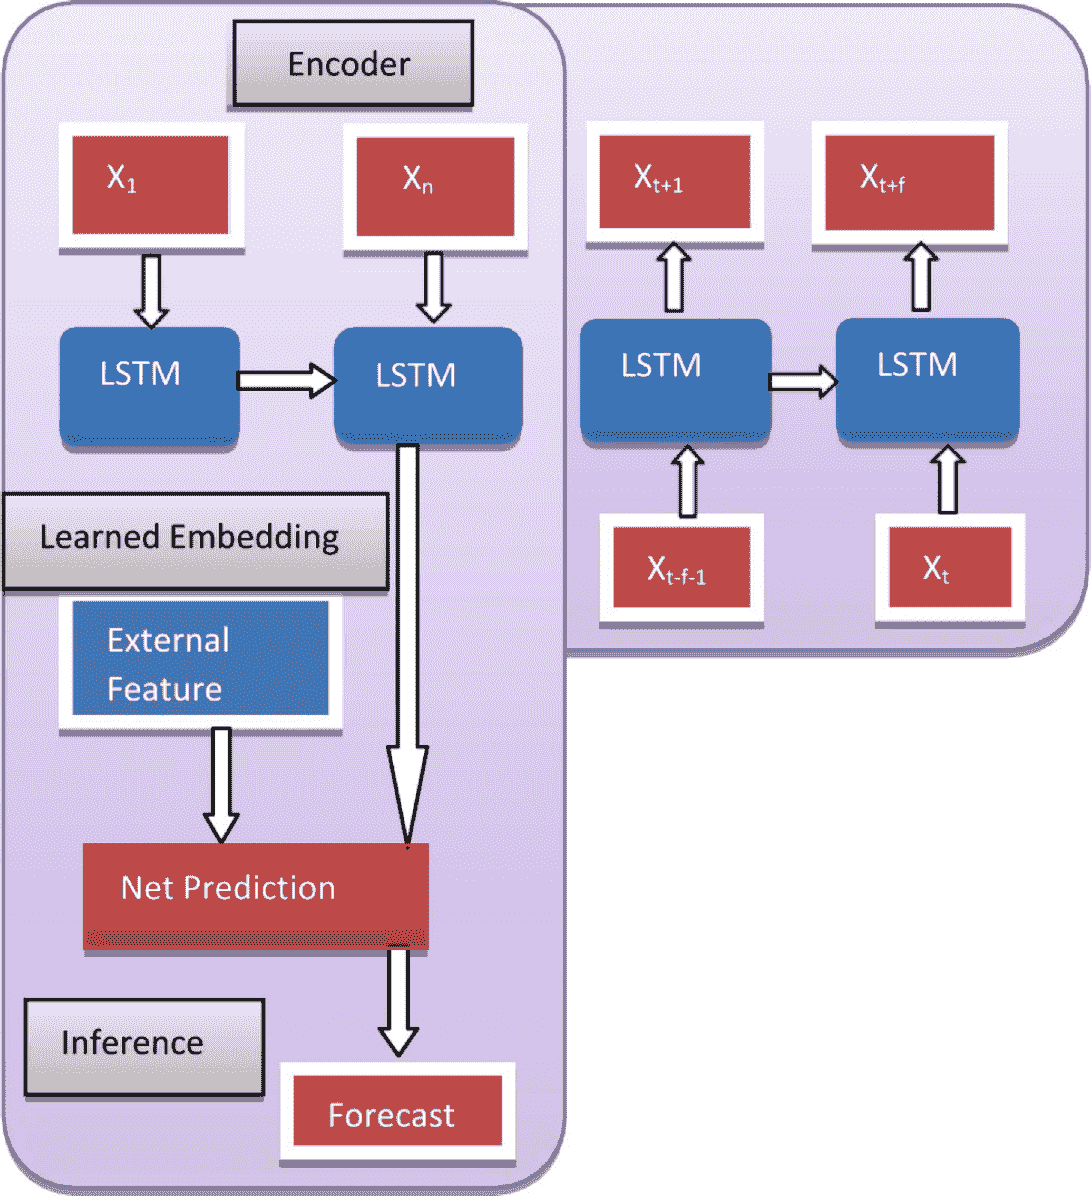 Encoder
X₁
Xₙ
LSTM
LSTM
Learned Embedding
External
Feature
Net Prediction
Inference
Forecast
Xt+1
Xt+f
LSTM
LSTM
Xt-f-1
Xt